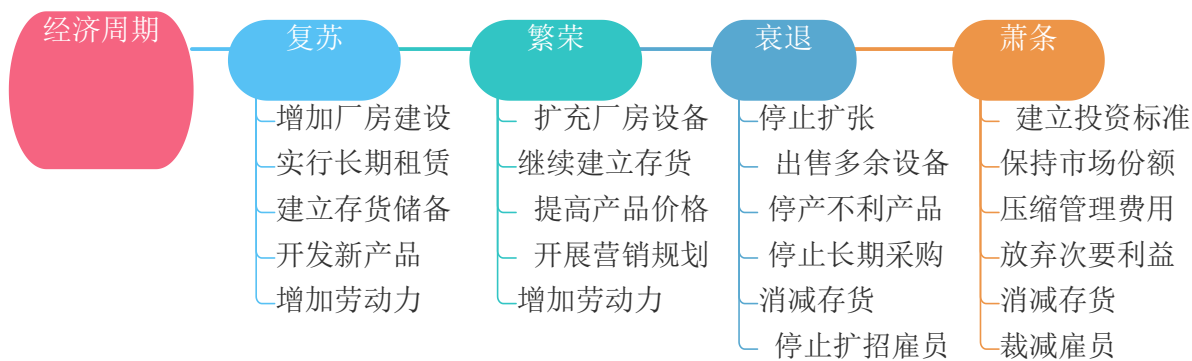 经济周期
复苏
增加厂房建设
实行长期租赁
建立存货储备
开发新产品
增加劳动力
繁荣
扩充厂房设备
继续建立存货
提高产品价格
开展营销规划
增加劳动力
衰退
停止扩张
出售多余设备
停产不利产品
停止长期采购
消减存货
停止扩招雇员
萧条
建立投资标准
保持市场份额
压缩管理费用
放弃次要利益
消减存货
裁减雇员